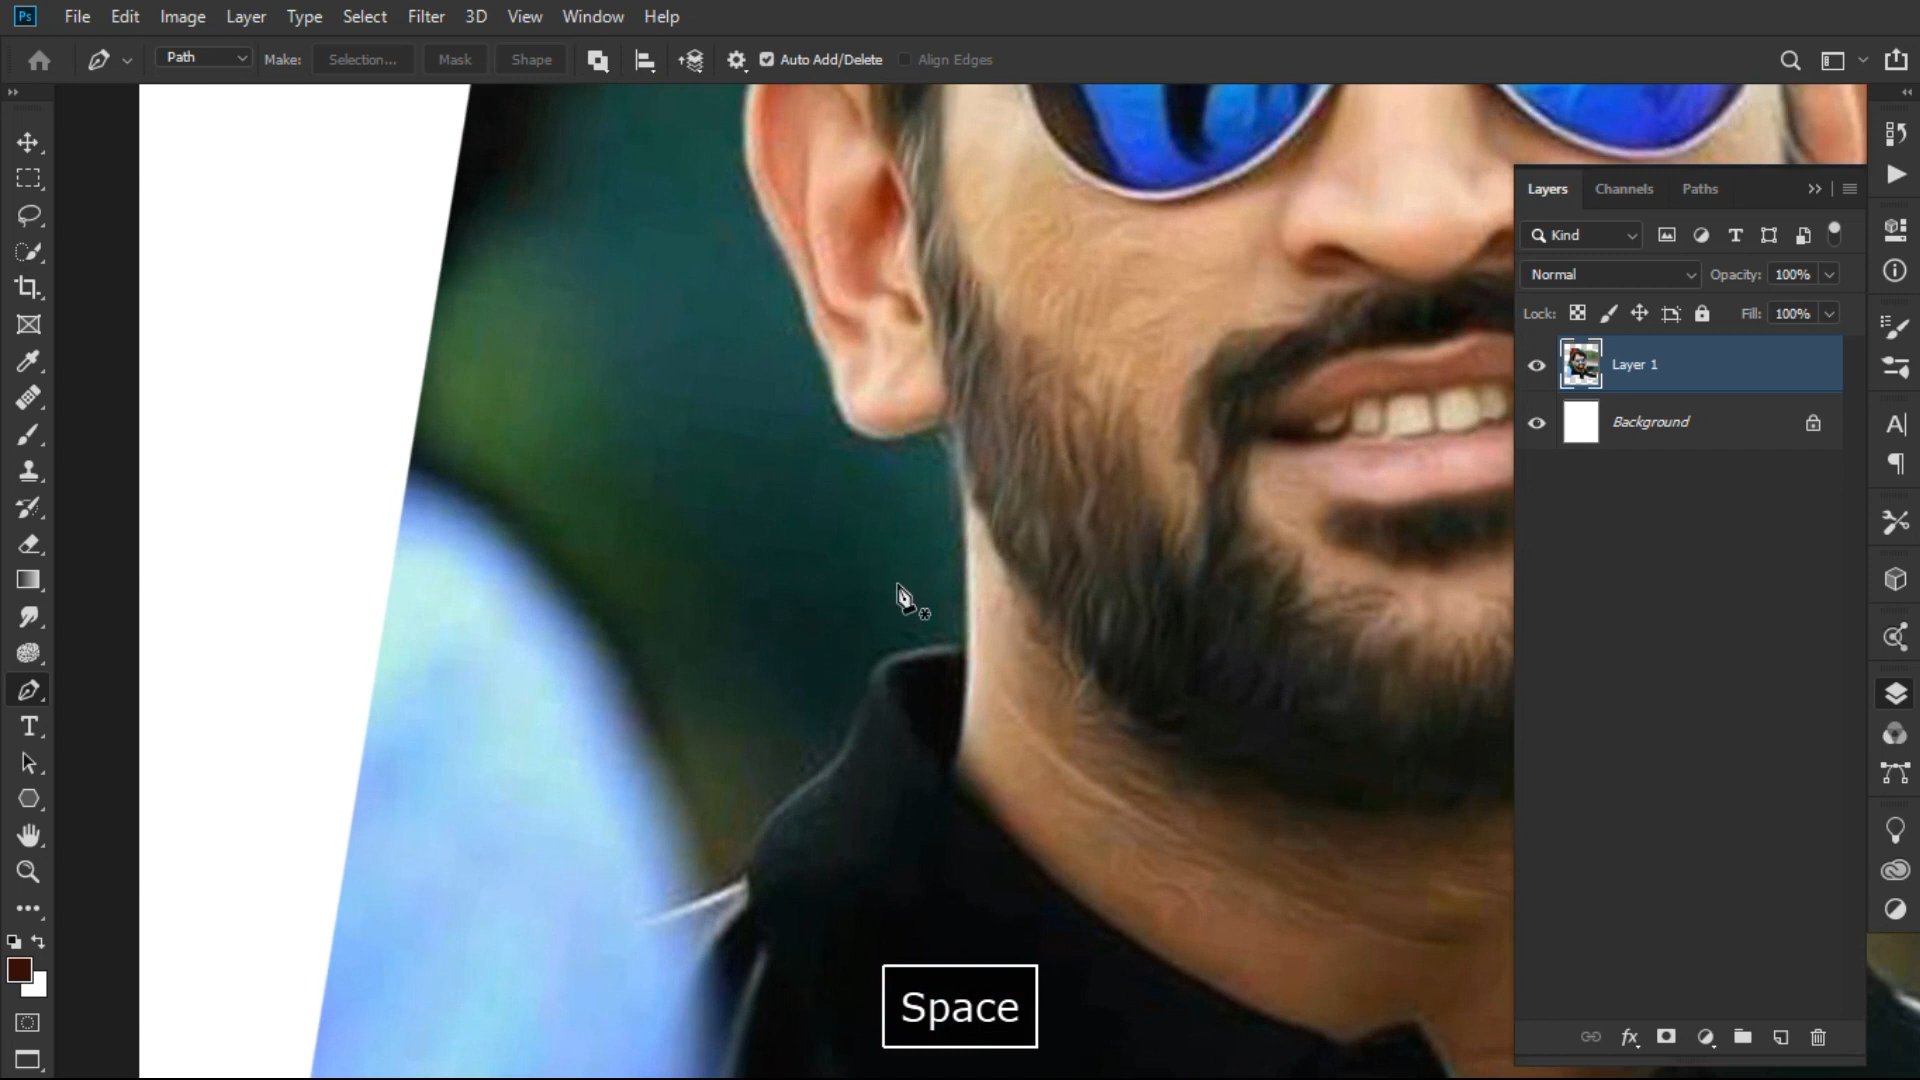 Ps File Edit Image Layer Type Select Filter 3D View Window Help
Path Make: Selection... Mask Shape Auto Add/Delete Align Edges
Layers Channels Paths
Kind
Normal Opacity: 100%
Lock: Fill: 100%
Layer 1
Background
Space